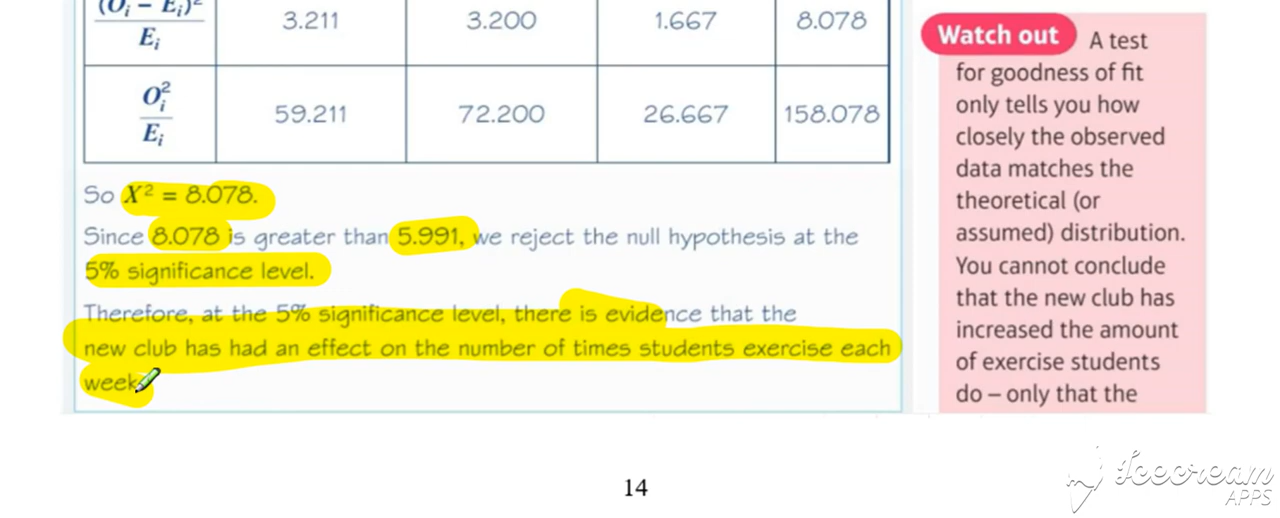 (Oᵢ − Eᵢ)²
Eᵢ
3.211
3.200
1.667
8.078
Oᵢ²
Eᵢ
59.211
72.200
26.667
158.078
So X² = 8.078.
Since 8.078 is greater than 5.991, we reject the null hypothesis at the
5% significance level.
Therefore, at the 5% significance level, there is evidence that the
new club has had an effect on the number of times students exercise each
week
Watch out A test
for goodness of fit
only tells you how
closely the observed
data matches the
theoretical (or
assumed) distribution.
You cannot conclude
that the new club has
increased the amount
of exercise students
do – only that the
14
Icecream
APPS